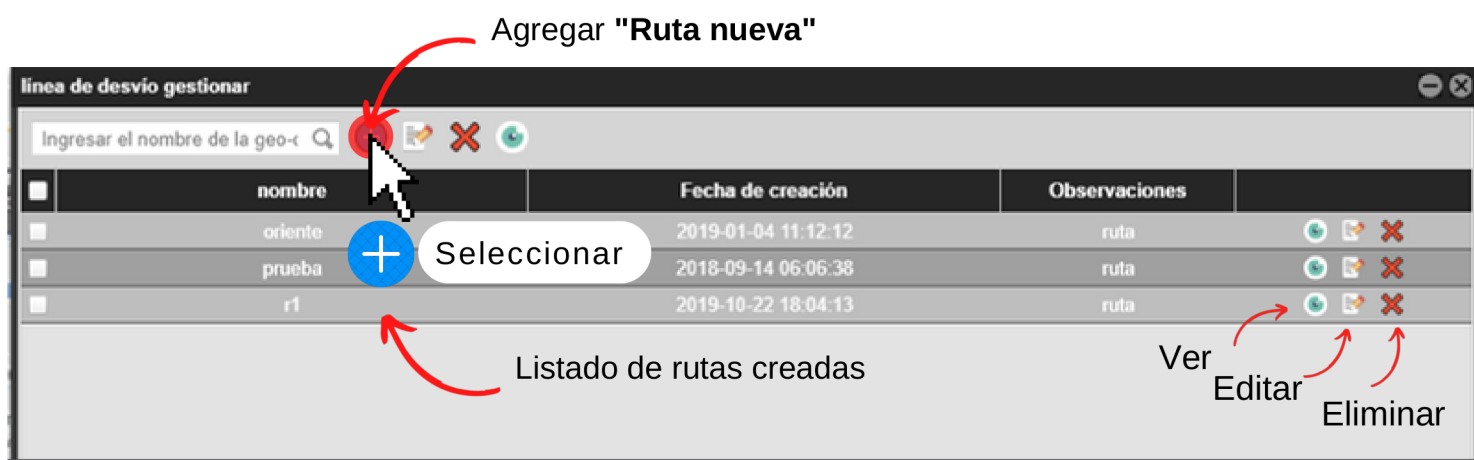 Agregar "Ruta nueva"
línea de desvío gestionar
Ingresar el nombre de la geo-c
nombre Fecha de creación Observaciones
oriente 2019-01-04 11:12:12 ruta
Seleccionar
prueba 2018-09-14 06:06:38 ruta
r1 2019-10-22 18:04:13 ruta
Listado de rutas creadas
Ver
Editar
Eliminar